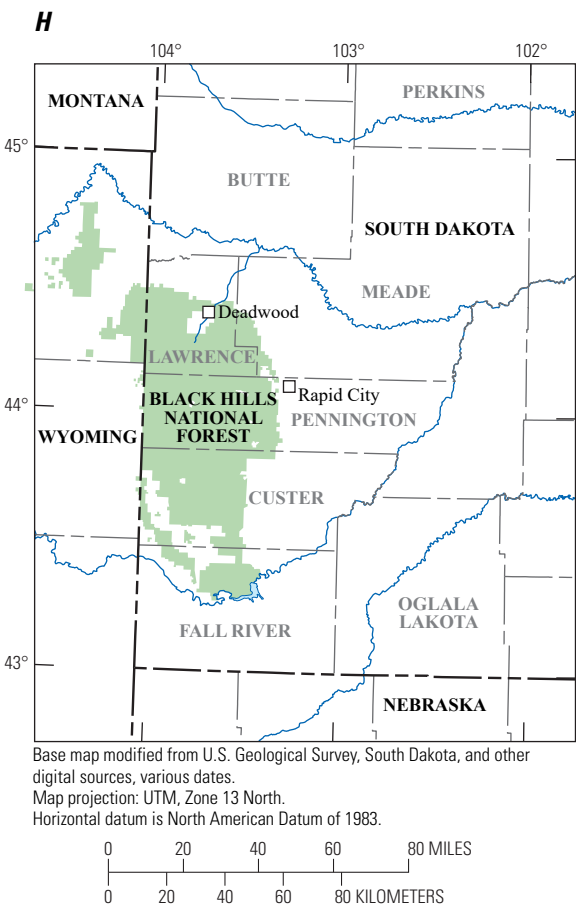 H
104°
103°
102°
MONTANA
PERKINS
45°
BUTTE
SOUTH DAKOTA
MEADE
Deadwood
LAWRENCE
BLACK HILLS
NATIONAL
FOREST
Rapid City
44°
PENNINGTON
WYOMING
CUSTER
OGLALA
LAKOTA
FALL RIVER
43°
NEBRASKA
Base map modified from U.S. Geological Survey, South Dakota, and other
digital sources, various dates.
Map projection: UTM, Zone 13 North.
Horizontal datum is North American Datum of 1983.
0 20 40 60 80 MILES
0 20 40 60 80 KILOMETERS